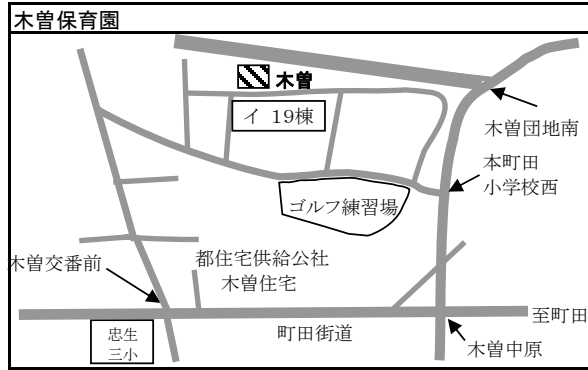 木曽保育園
木曽
イ 19棟
木曽団地南
本町田
小学校西
ゴルフ練習場
木曽交番前
都住宅供給公社
木曽住宅
至町田
忠生
三小
町田街道
木曽中原